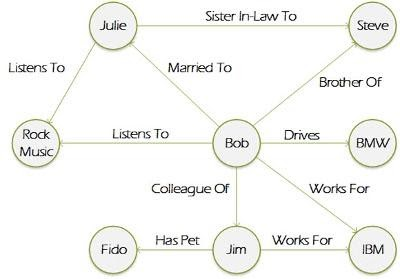 Sister In-Law To
Julie
Steve
Listens To
Married To
Brother Of
Rock
Music
Listens To
Bob
Drives
BMW
Colleague Of
Works For
Fido
Has Pet
Jim
Works For
IBM